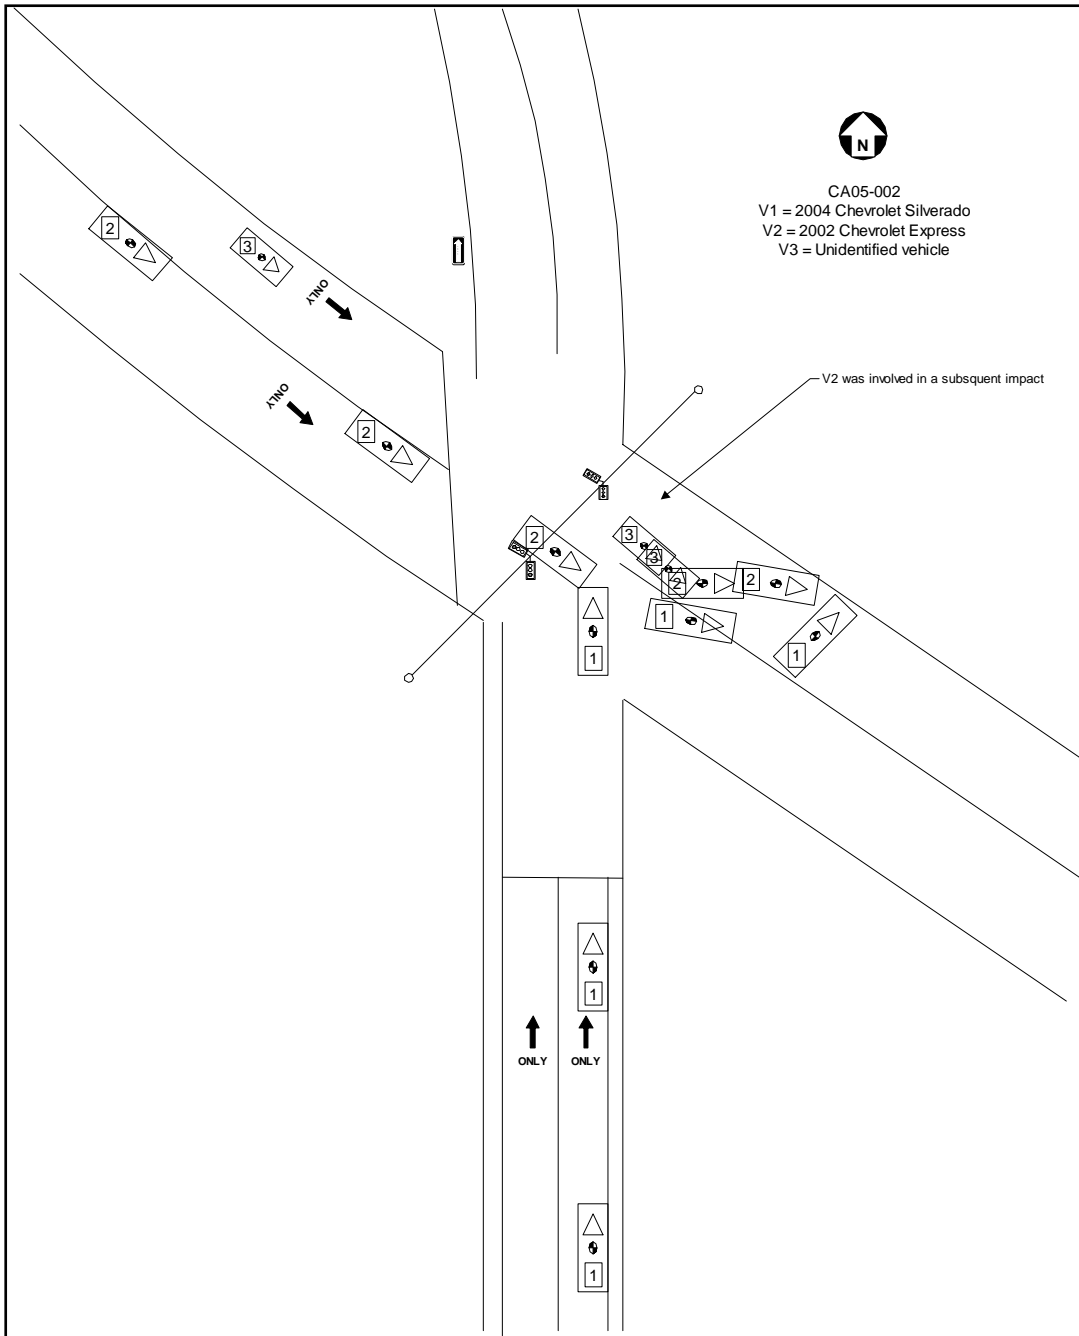 N
CA05-002
V1 = 2004 Chevrolet Silverado
V2 = 2002 Chevrolet Express
V3 = Unidentified vehicle
2
3
ONLY
V2 was involved in a subsquent impact
ONLY
2
2
3
3
2
2
1
1
1
1
ONLY
ONLY
1